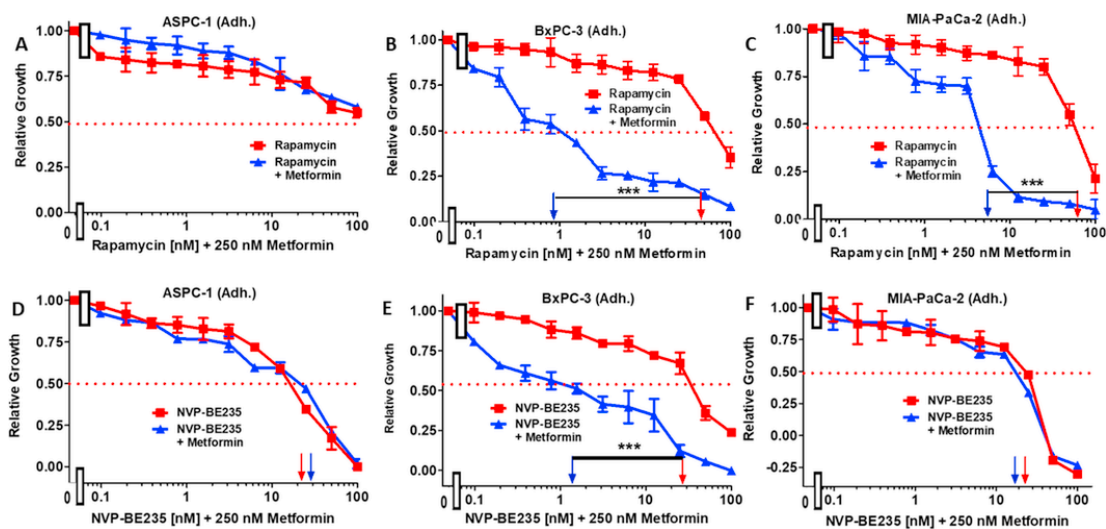 A
ASPC-1 (Adh.)
Relative Growth
1.00
0.75
0.50
0.25
0.00
Rapamycin
Rapamycin
+ Metformin
0
0.1
1
10
100
Rapamycin [nM] + 250 nM Metformin
B
BxPC-3 (Adh.)
Relative Growth
1.00
0.75
0.50
0.25
0.00
Rapamycin
Rapamycin
+ Metformin
***
0
0.1
1
10
100
Rapamycin [nM] + 250 nM Metformin
C
MIA-PaCa-2 (Adh.)
Relative Growth
1.00
0.75
0.50
0.25
0.00
Rapamycin
Rapamycin
+ Metformin
***
0
0.1
1
10
100
Rapamycin [nM] + 250 nM Metformin
D
ASPC-1 (Adh.)
Relative Growth
1.00
0.75
0.50
0.25
0.00
NVP-BE235
NVP-BE235
+ Metformin
0
0.1
1
10
100
NVP-BE235 [nM] + 250 nM Metformin
E
BxPC-3 (Adh.)
Relative Growth
1.00
0.75
0.50
0.25
0.00
NVP-BE235
NVP-BE235
+ Metformin
***
0
0.1
1
10
100
NVP-BE235 [nM] + 250 nM Metformin
F
MIA-PaCa-2 (Adh.)
Relative Growth
1.00
0.75
0.50
0.25
0.00
-0.25
NVP-BE235
NVP-BE235
+ Metformin
0
0.1
1
10
100
NVP-BE235 [nM] + 250 nM Metformin